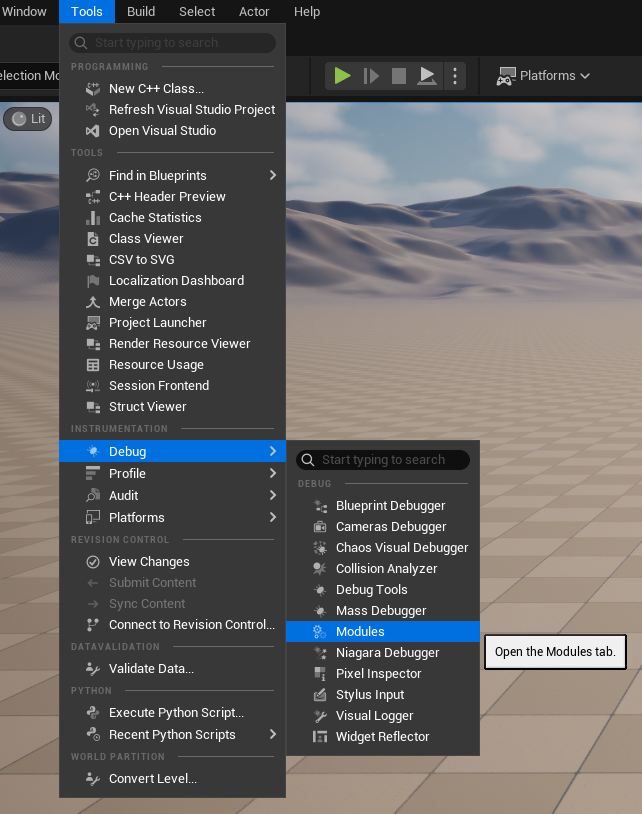 Window Tools Build Select Actor Help
Start typing to search
PROGRAMMING
election Mo
Platforms
New C++ Class...
Refresh Visual Studio Project
Lit
Open Visual Studio
TOOLS
Find in Blueprints
C++ Header Preview
Cache Statistics
Class Viewer
CSV to SVG
Localization Dashboard
Merge Actors
Project Launcher
Render Resource Viewer
Resource Usage
Session Frontend
Struct Viewer
INSTRUMENTATION
Debug
Profile
Audit
Platforms
REVISION CONTROL
View Changes
Submit Content
Sync Content
Connect to Revision Control...
DATAVALIDATION
Validate Data...
PYTHON
Execute Python Script...
Recent Python Scripts
WORLD PARTITION
Convert Level...
Start typing to search
DEBUG
Blueprint Debugger
Cameras Debugger
Chaos Visual Debugger
Collision Analyzer
Debug Tools
Mass Debugger
Modules
Niagara Debugger
Pixel Inspector
Stylus Input
Visual Logger
Widget Reflector
Open the Modules tab.